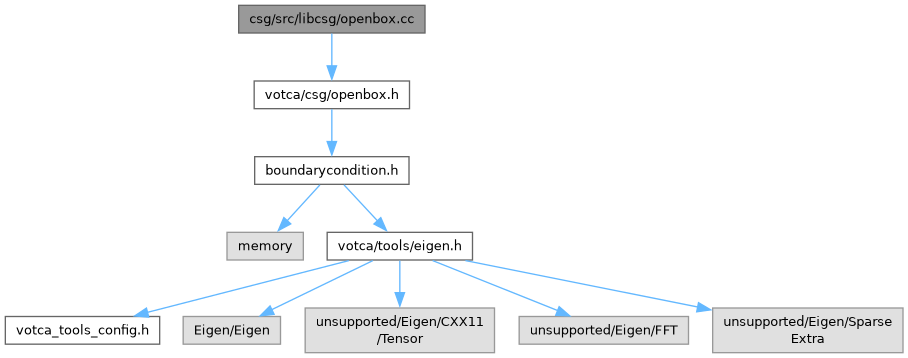 csg/src/libcsg/openbox.cc
votca/csg/openbox.h
boundarycondition.h
memory
votca/tools/eigen.h
votca_tools_config.h
Eigen/Eigen
unsupported/Eigen/CXX11
/Tensor
unsupported/Eigen/FFT
unsupported/Eigen/Sparse
Extra